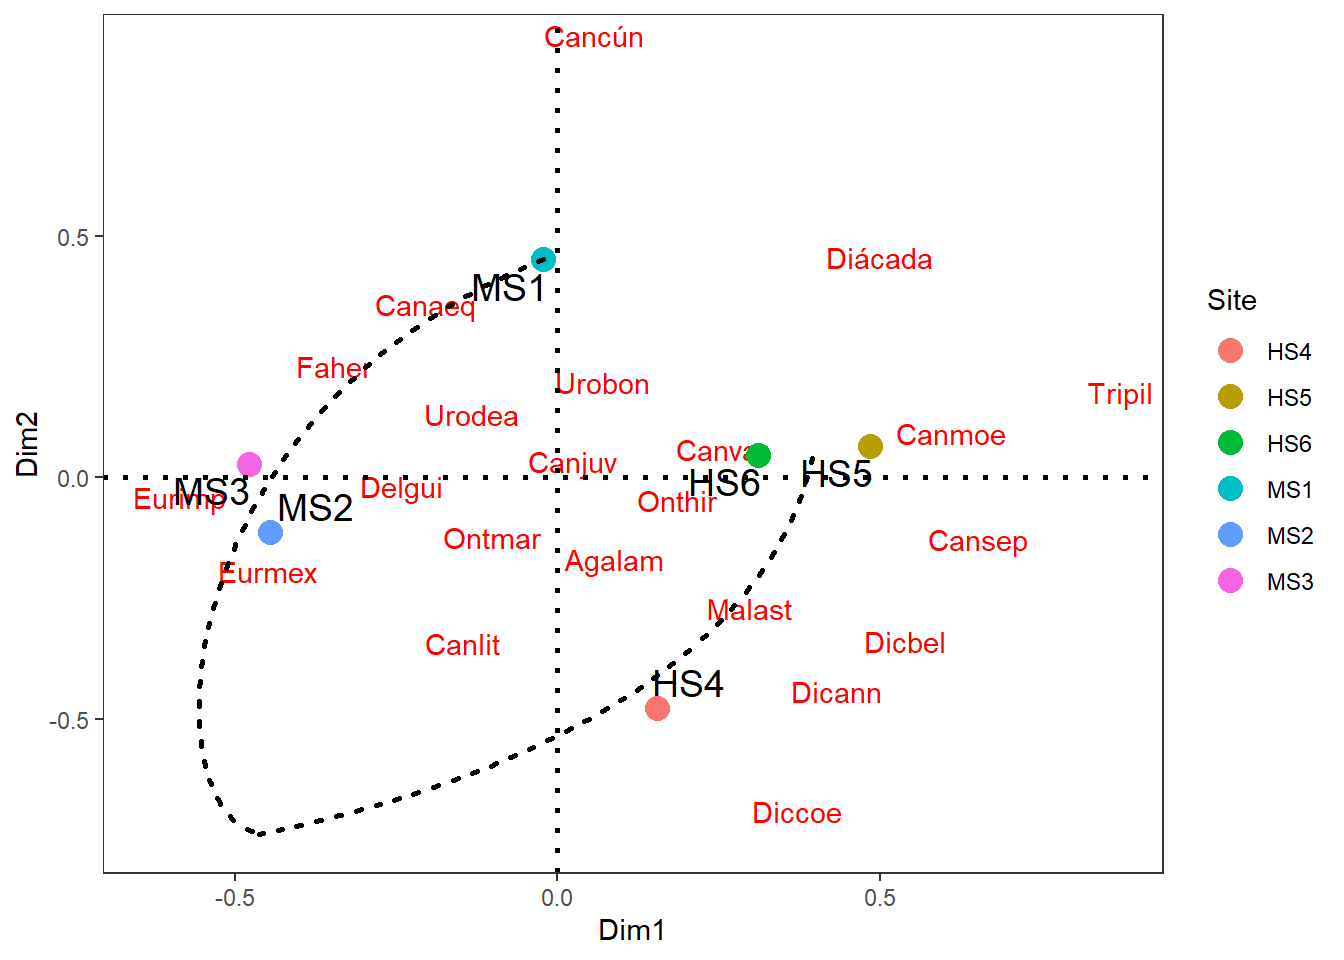 Cancún
Diácada
MS1
Canaeq
Faher
Urobon
Tripil
Urodea
Canmoe
Canva
Canjuv
HS5
HS6
Delgui
MS3
Eurimp
Onthir
MS2
Ontmar
Cansep
Agalam
Eurmex
Malast
Canlit
Dicbel
HS4
Dicann
Diccoe
0.5
0.0
-0.5
Dim2
-0.5 0.0 0.5
Dim1
Site
HS4
HS5
HS6
MS1
MS2
MS3